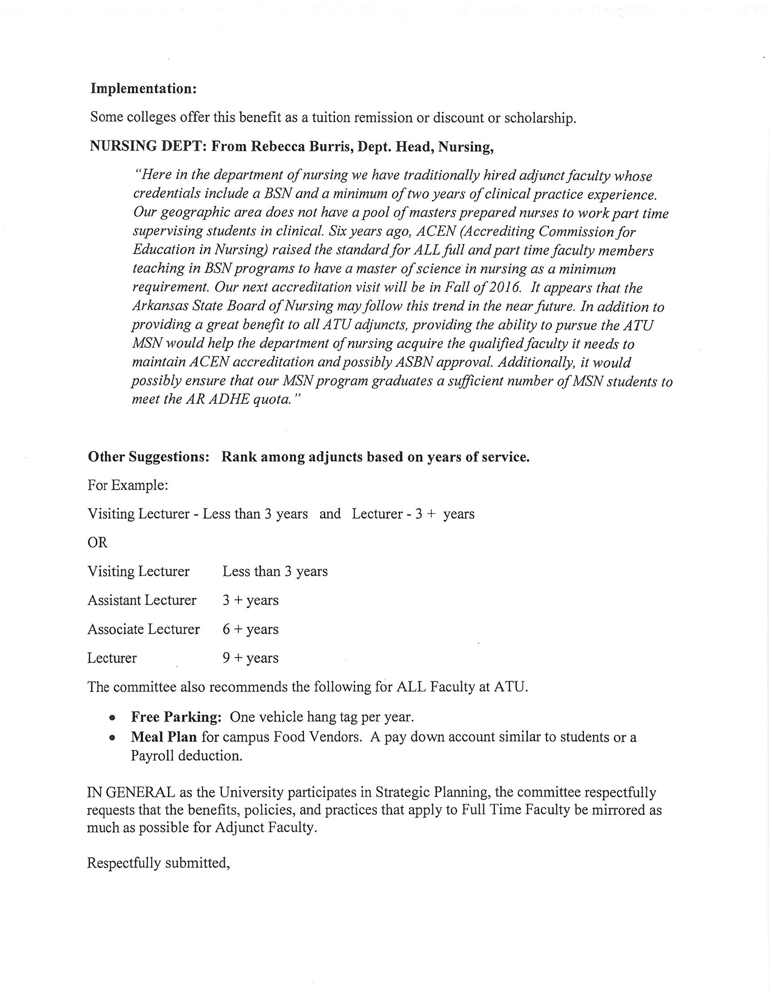 Implementation:
Some colleges offer this benefit as a tuition remission or discount or scholarship.
NURSING DEPT: From Rebecca Burris, Dept. Head, Nursing,
“Here in the department of nursing we have traditionally hired adjunct faculty whose
credentials include a BSN and a minimum of two years of clinical practice experience.
Our geographic area does not have a pool of masters prepared nurses to work part time
supervising students in clinical. Six years ago, ACEN (Accrediting Commission for
Education in Nursing) raised the standard for ALL full and part time faculty members
teaching in BSN programs to have a master of science in nursing as a minimum
requirement. Our next accreditation visit will be in Fall of 2016. It appears that the
Arkansas State Board of Nursing may follow this trend in the near future. In addition to
providing a great benefit to all ATU adjuncts, providing the ability to pursue the ATU
MSN would help the department of nursing acquire the qualified faculty it needs to
maintain ACEN accreditation and possibly ASBN approval. Additionally, it would
possibly ensure that our MSN program graduates a sufficient number of MSN students to
meet the AR ADHE quota.”
Other Suggestions: Rank among adjuncts based on years of service.
For Example:
Visiting Lecturer - Less than 3 years and Lecturer - 3 + years
OR
Visiting Lecturer Less than 3 years
Assistant Lecturer 3 + years
Associate Lecturer 6 + years
Lecturer 9 + years
The committee also recommends the following for ALL Faculty at ATU.
• Free Parking: One vehicle hang tag per year.
• Meal Plan for campus Food Vendors. A pay down account similar to students or a
Payroll deduction.
IN GENERAL as the University participates in Strategic Planning, the committee respectfully
requests that the benefits, policies, and practices that apply to Full Time Faculty be mirrored as
much as possible for Adjunct Faculty.
Respectfully submitted,